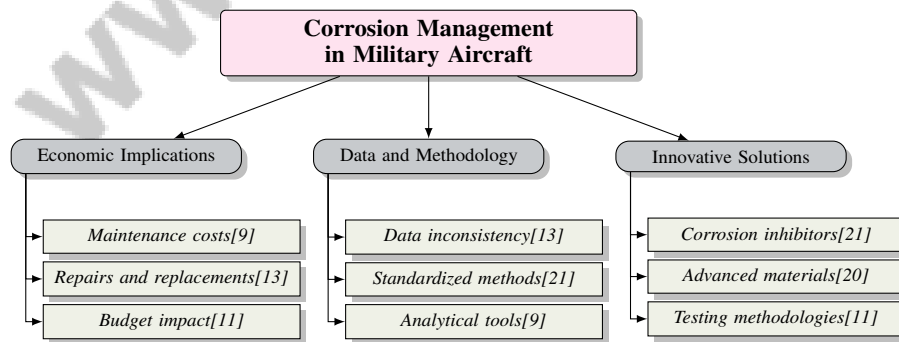 Corrosion Management
in Military Aircraft
Economic Implications
Maintenance costs[9]
Repairs and replacements[13]
Budget impact[11]
Data and Methodology
Data inconsistency[13]
Standardized methods[21]
Analytical tools[9]
Innovative Solutions
Corrosion inhibitors[21]
Advanced materials[20]
Testing methodologies[11]